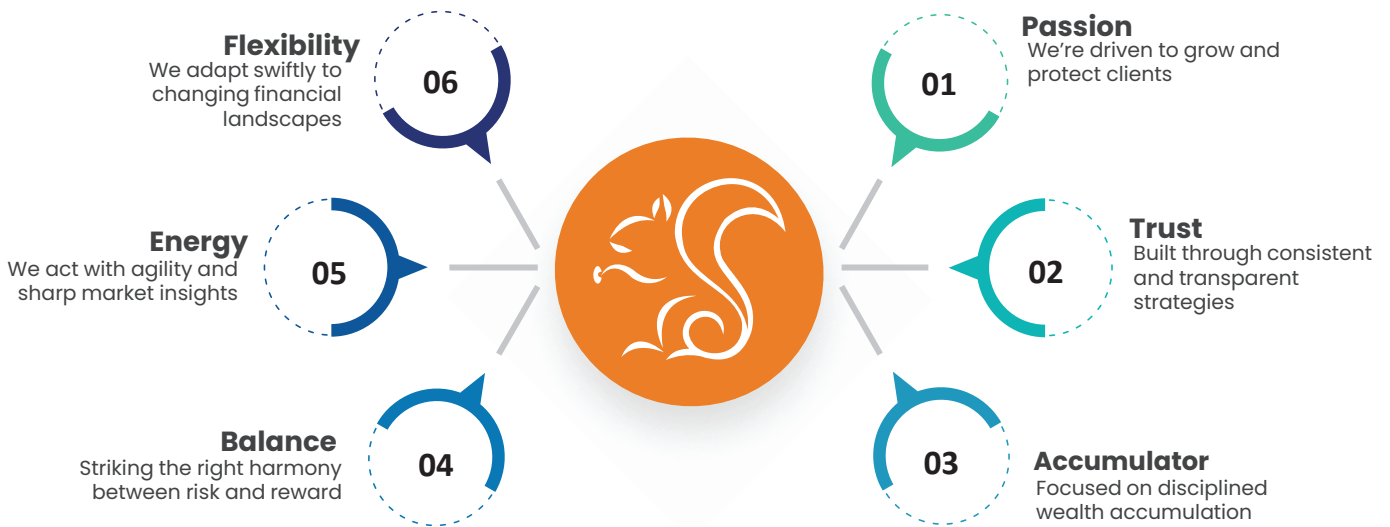 01
Passion
We’re driven to grow and
protect clients
02
Trust
Built through consistent
and transparent
strategies
03
Accumulator
Focused on disciplined
wealth accumulation
04
Balance
Striking the right harmony
between risk and reward
05
Energy
We act with agility and
sharp market insights
06
Flexibility
We adapt swiftly to
changing financial
landscapes